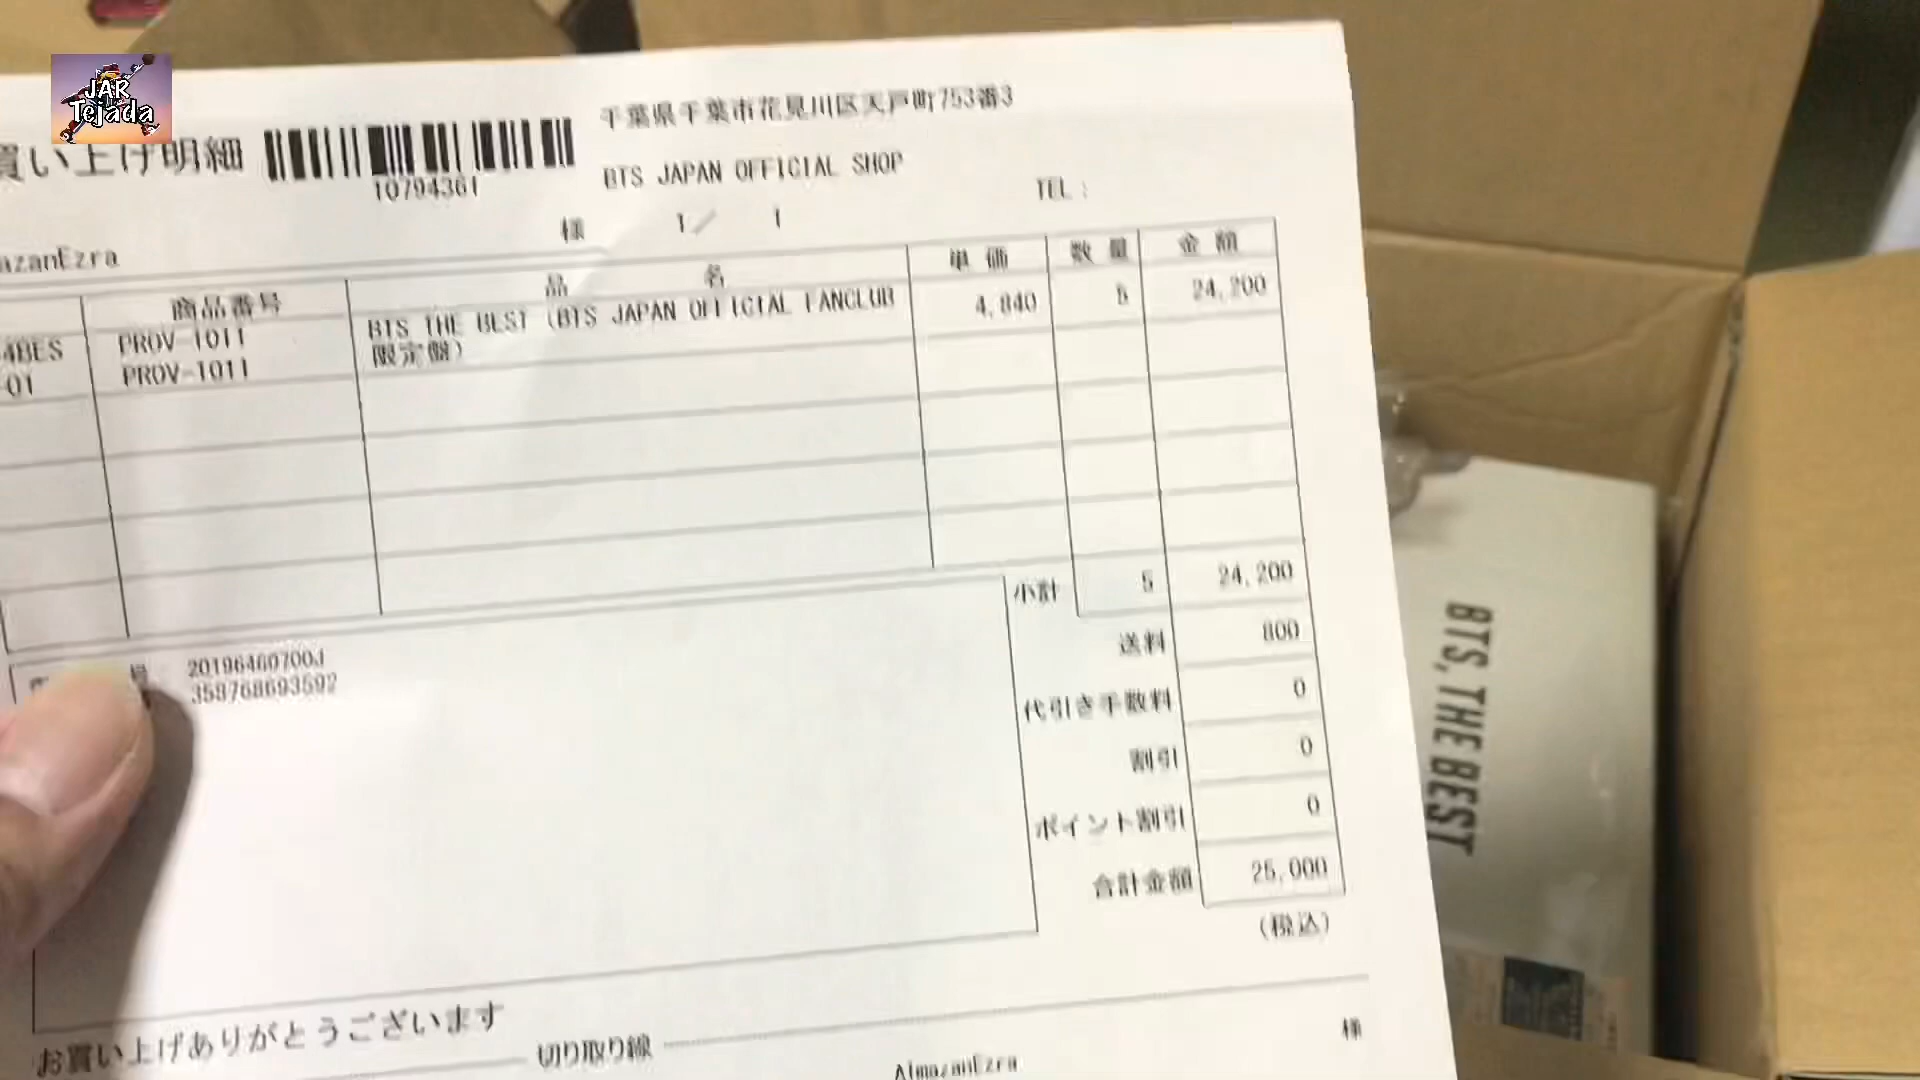 JAR
Tejada
千葉県千葉市花見川区天戸町753番3
買い上げ明細
10794361
BTS JAPAN OFFICIAL SHOP
TEL:
様 1/ 1
azanEzra
商品番号 品 名 単価 数量 金額
4BES PROV-1011 BTS THE BEST (BTS JAPAN OFFICIAL FANCLUB 4,840 5 24,200
-01 PROV-1011 限定盤)
小計 5 24,200
送料 800
代引き手数料 0
割引 0
ポイント割引 0
合計金額 25,000
(税込)
号 20196460700J
358768693592
お買い上げありがとうございます
切り取り線
AlmazanEzra 様
BTS, THE BEST